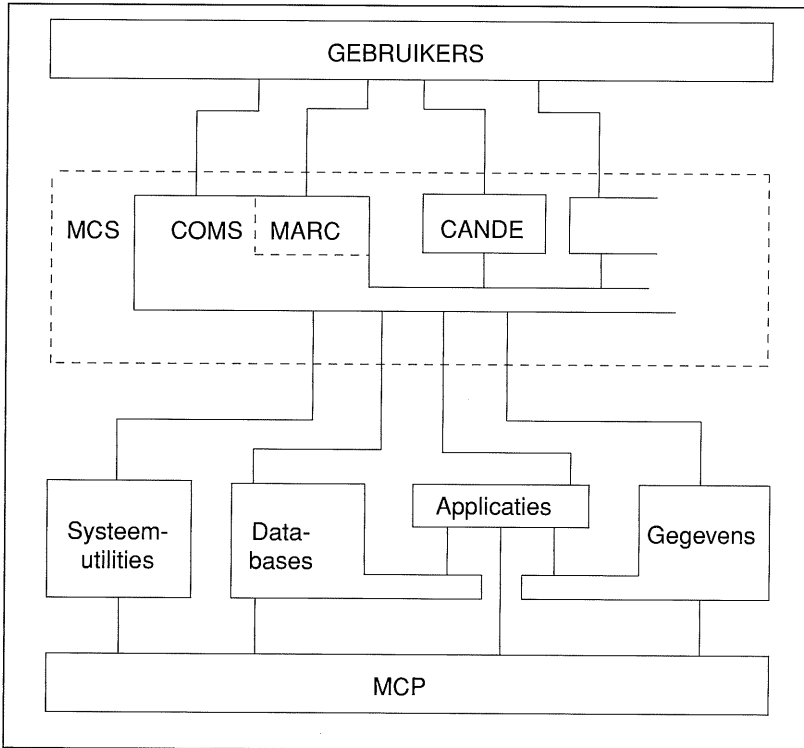 GEBRUIKERS
MCS
COMS
MARC
CANDE
Systeem-
utilities
Data-
bases
Applicaties
Gegevens
MCP